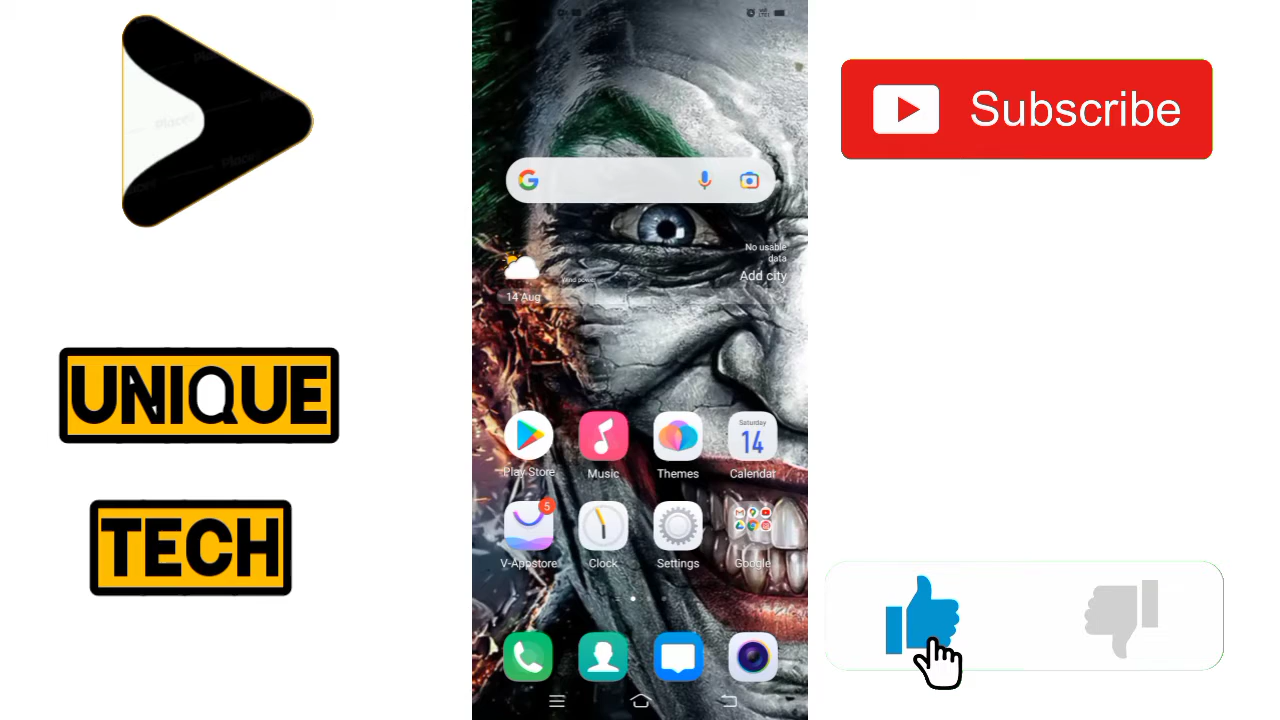 UNIQUE
TECH
No usable
data
Add city
14 Aug
Play Store
Music
Saturday
14
Themes
Calendar
5
V-Appstore
Clock
Settings
Google
Subscribe